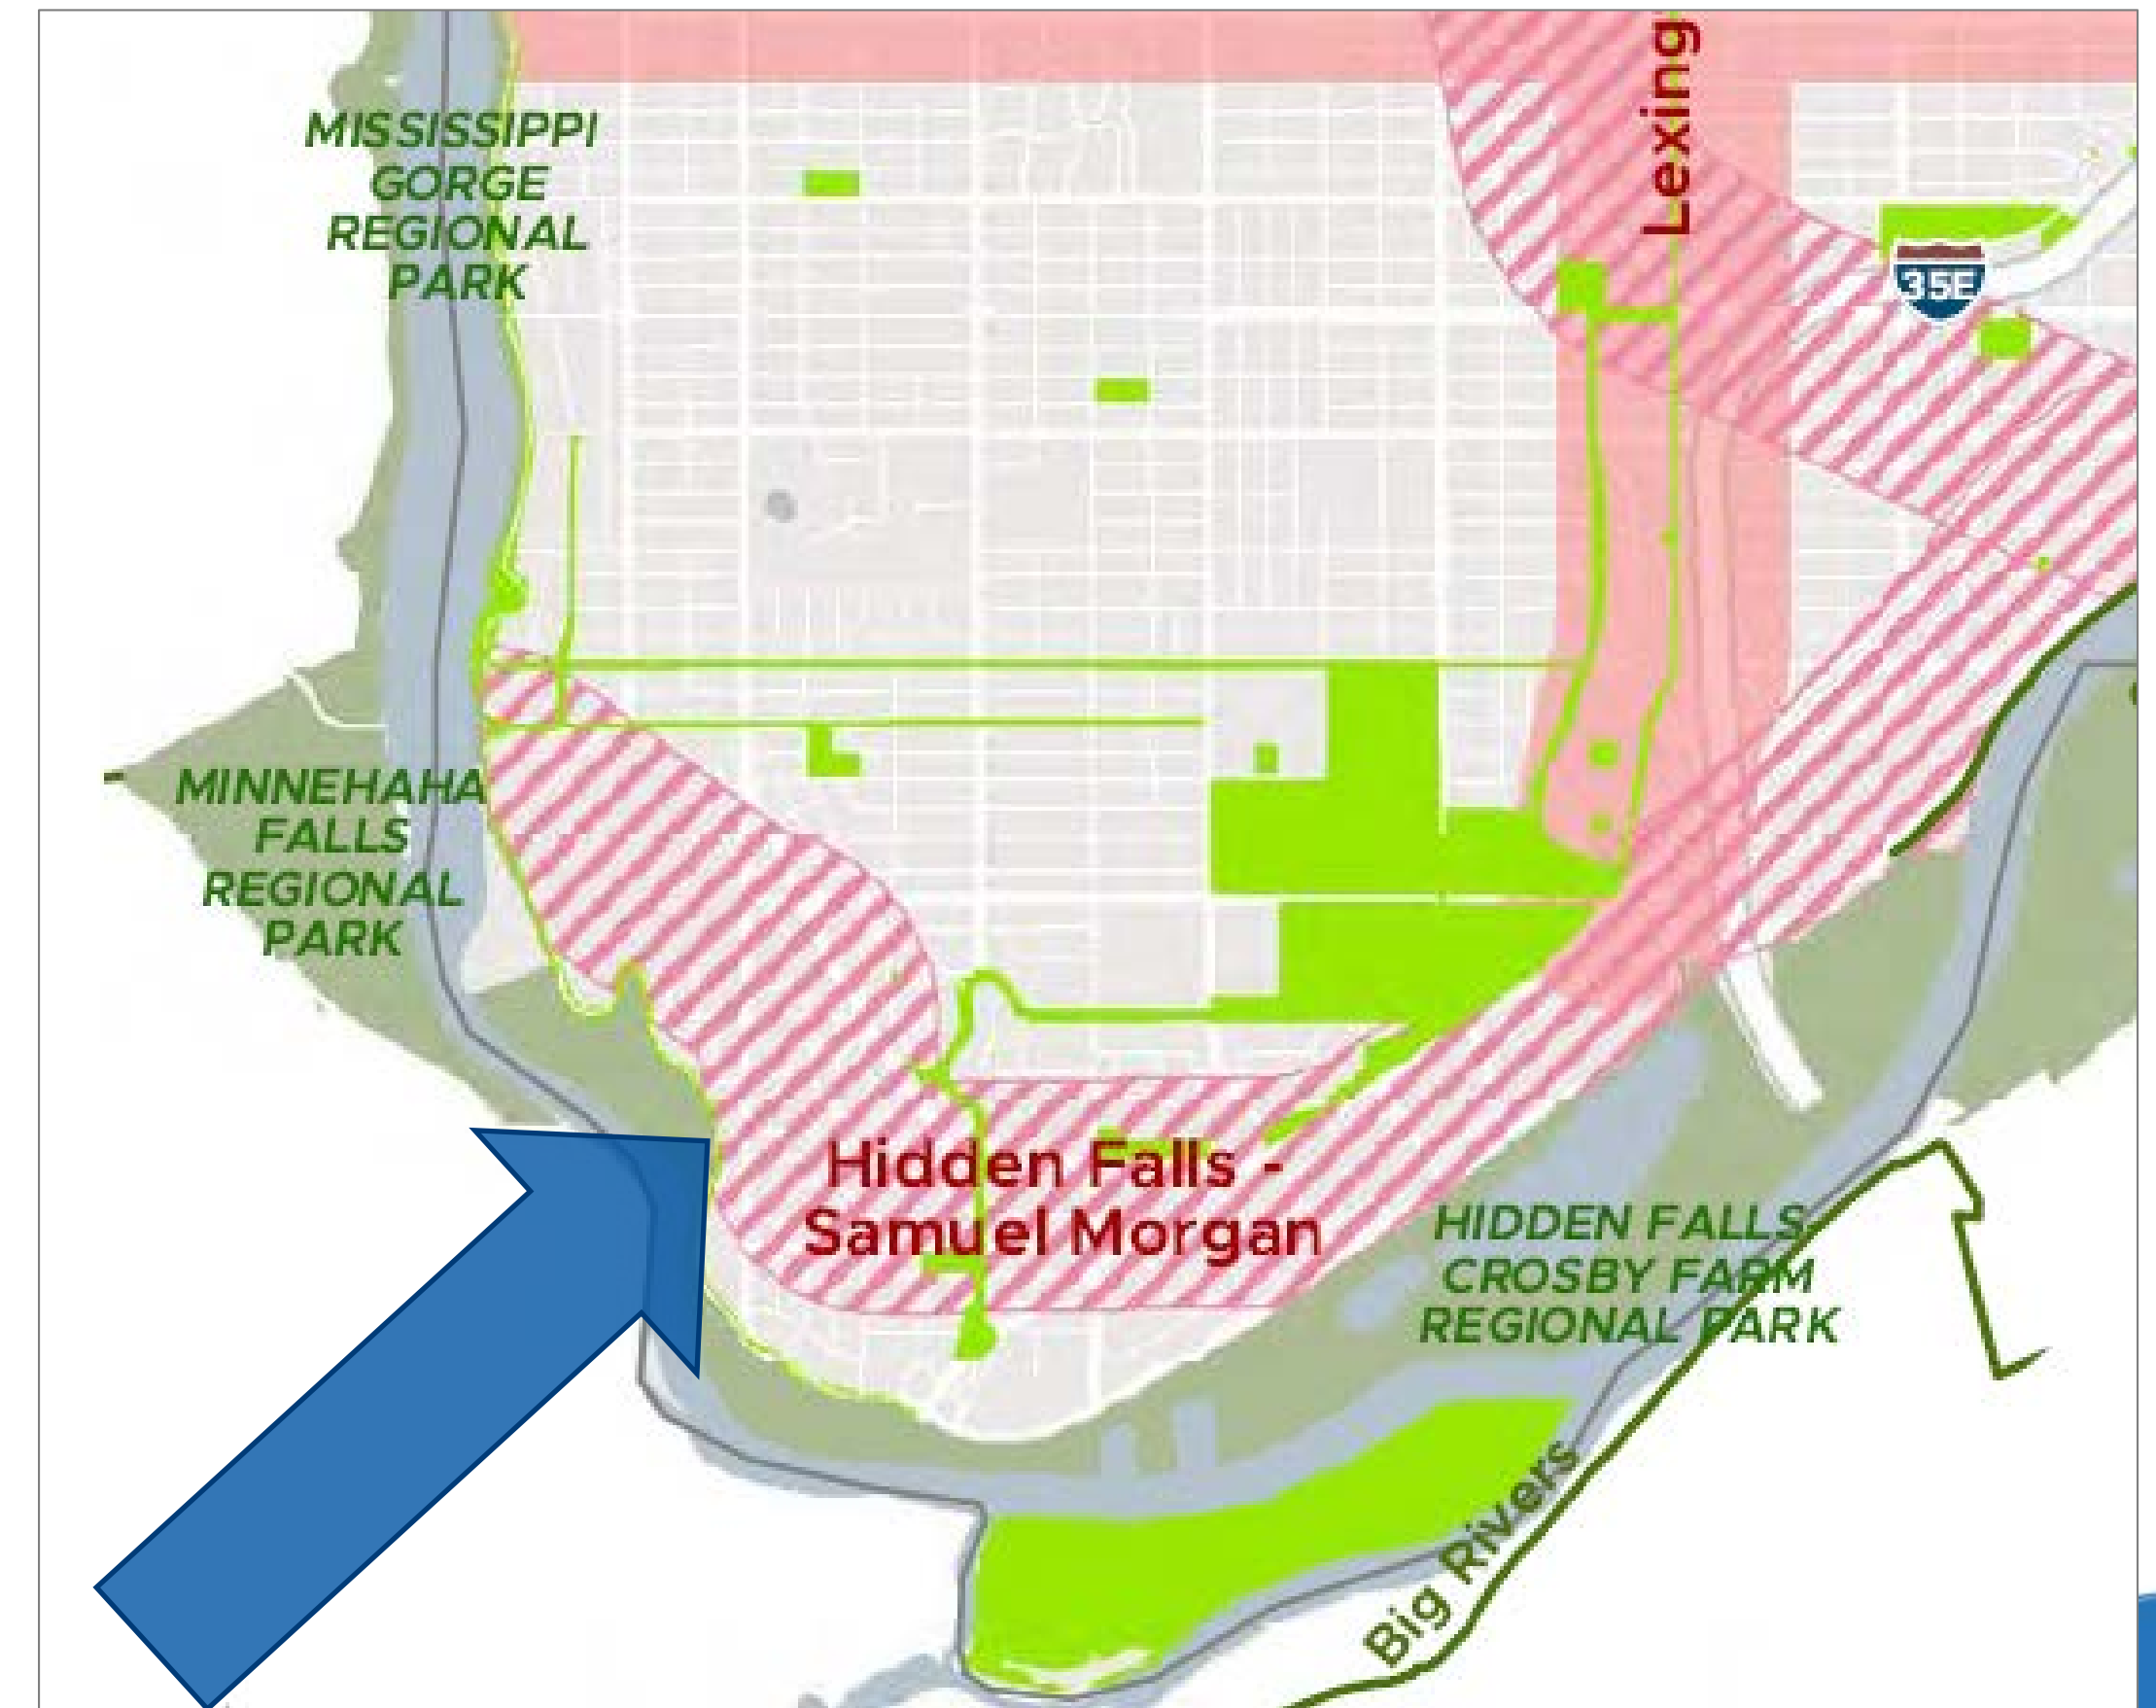 MISSISSIPPI
GORGE
REGIONAL
PARK
Lexing
35E
MINNEHAHA
FALLS
REGIONAL
PARK
Hidden Falls -
Samuel Morgan
HIDDEN FALLS-
CROSBY FARM
REGIONAL PARK
Big Rivers